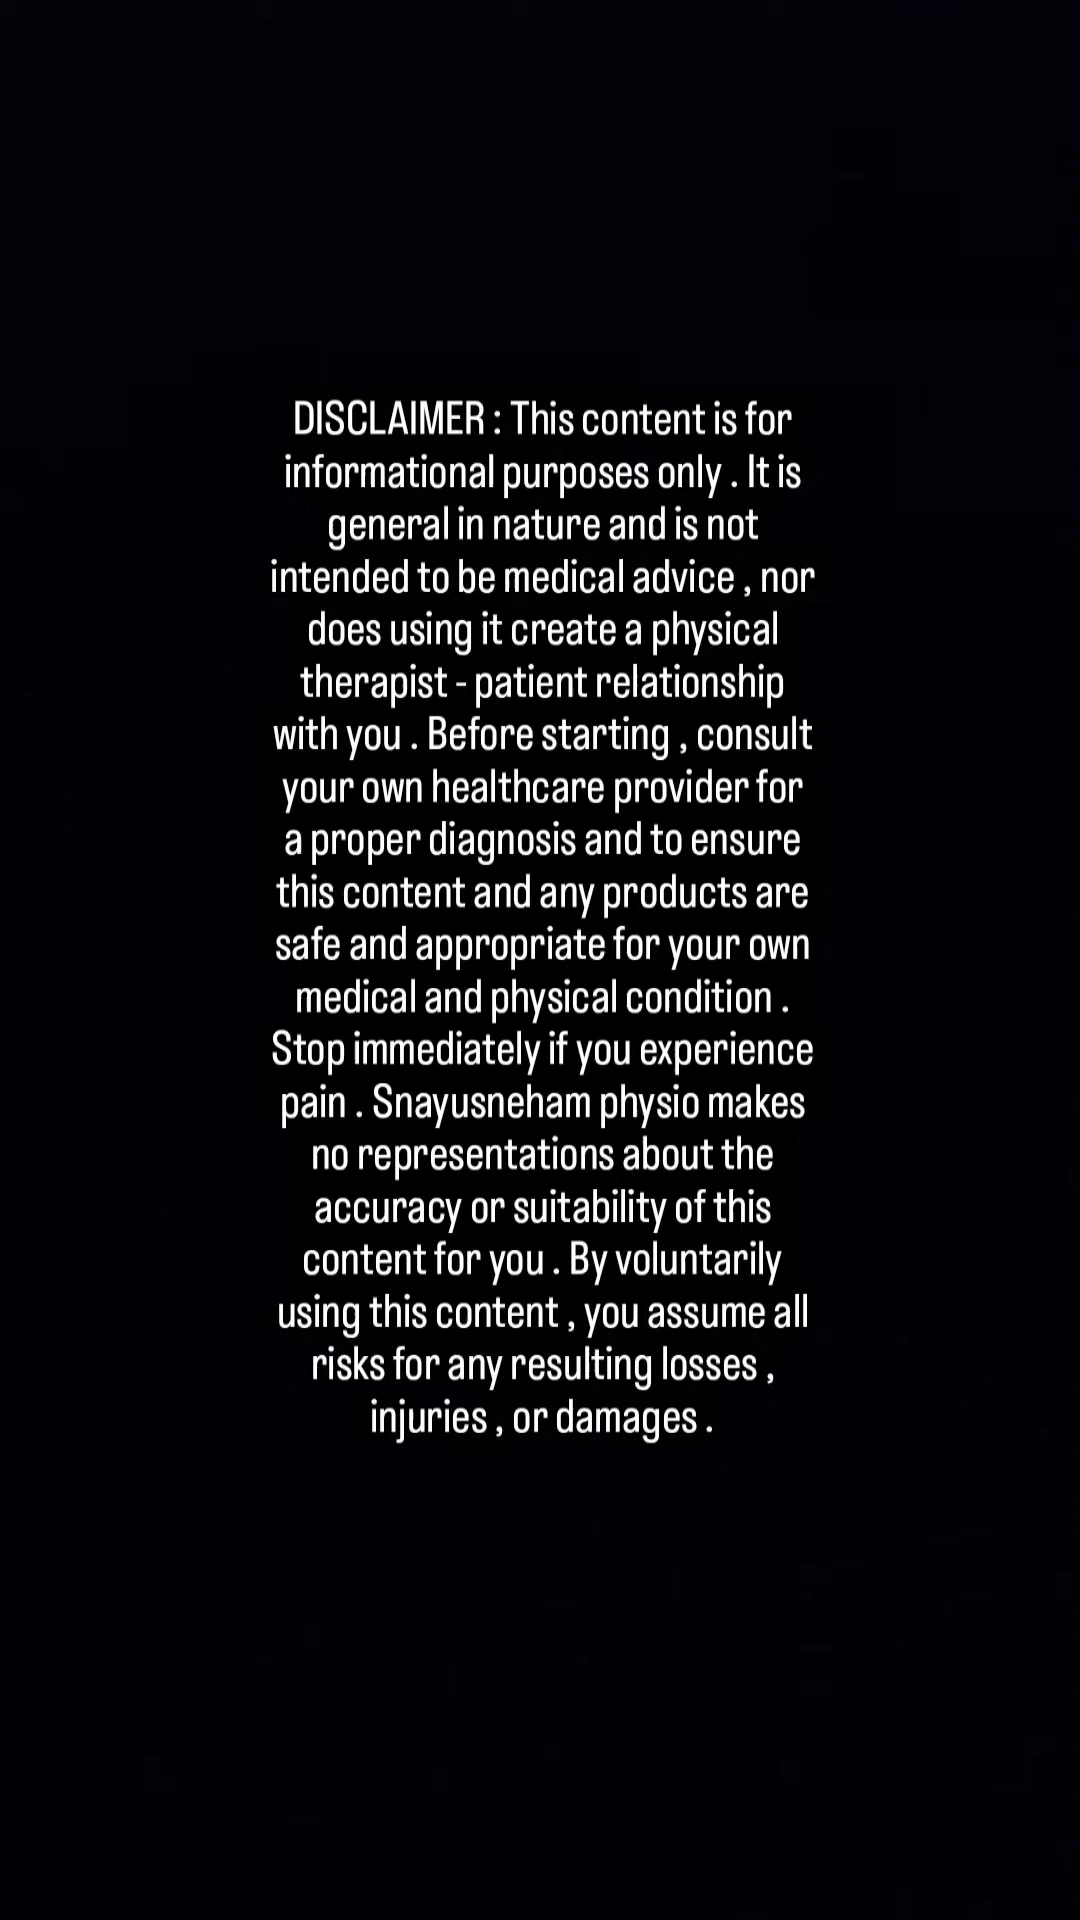 DISCLAIMER : This content is for
informational purposes only . It is
general in nature and is not
intended to be medical advice , nor
does using it create a physical
therapist - patient relationship
with you . Before starting , consult
your own healthcare provider for
a proper diagnosis and to ensure
this content and any products are
safe and appropriate for your own
medical and physical condition .
Stop immediately if you experience
pain . Snayusneham physio makes
no representations about the
accuracy or suitability of this
content for you . By voluntarily
using this content , you assume all
risks for any resulting losses ,
injuries , or damages .